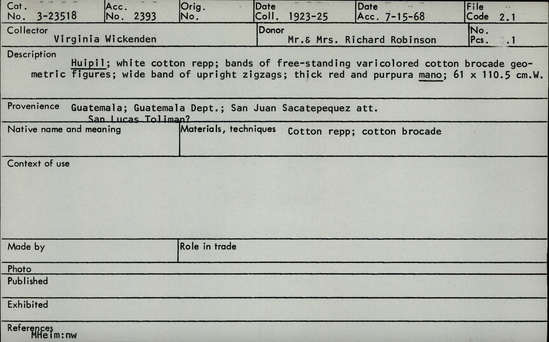 Cat. No. 3-23518 Acc. No. 2393 Orig. No. Date Coll. 1923-25 Date Acc. 7-15-68 File Code 2.1
Collector Virginia Wickenden Donor Mr.& Mrs. Richard Robinson No. Pcs. .1
Description Huipil; white cotton repp; bands of free-standing varicolored cotton brocade geo-
metric figures; wide band of upright zigzags; thick red and purpura mano; 61 x 110.5 cm.W.
Provenience Guatemala; Guatemala Dept.; San Juan Sacatepequez att.
San Lucas Toliman?
Native name and meaning Materials, techniques Cotton repp; cotton brocade
Context of use
Made by Role in trade
Photo
Published
Exhibited
References
MHeim:nw